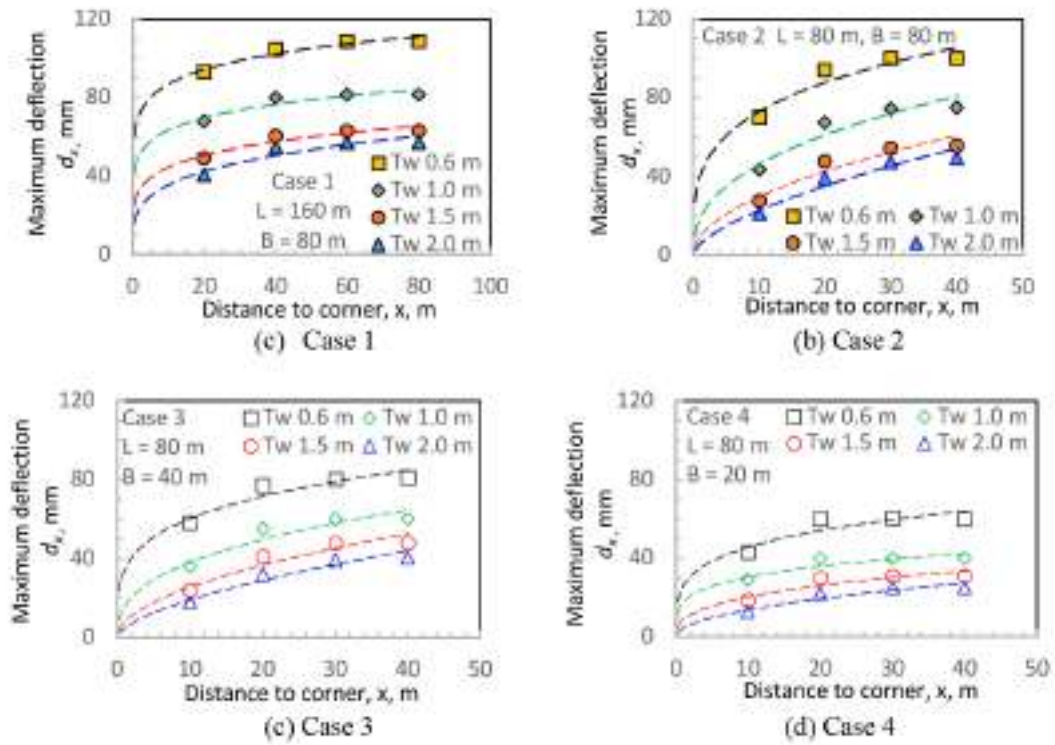 Maximum deflection
dx, mm
120
80
40
0
Case 1
L = 160 m
B = 80 m
Tw 0.6 m
Tw 1.0 m
Tw 1.5 m
Tw 2.0 m
0 20 40 60 80 100
Distance to corner, x, m
(c) Case 1
Maximum deflection
dx, mm
120
80
40
0
Case 2 L = 80 m, B = 80 m
Tw 0.6 m Tw 1.0 m
Tw 1.5 m Tw 2.0 m
0 10 20 30 40 50
Distance to corner, x, m
(b) Case 2
Maximum deflection
dx, mm
120
80
40
0
Case 3
L = 80 m
B = 40 m
Tw 0.6 m Tw 1.0 m
Tw 1.5 m Tw 2.0 m
0 10 20 30 40 50
Distance to corner, x, m
(c) Case 3
Maximum deflection
dx, mm
120
80
40
0
Case 4
L = 80 m
B = 20 m
Tw 0.6 m Tw 1.0 m
Tw 1.5 m Tw 2.0 m
0 10 20 30 40 50
Distance to corner, x, m
(d) Case 4